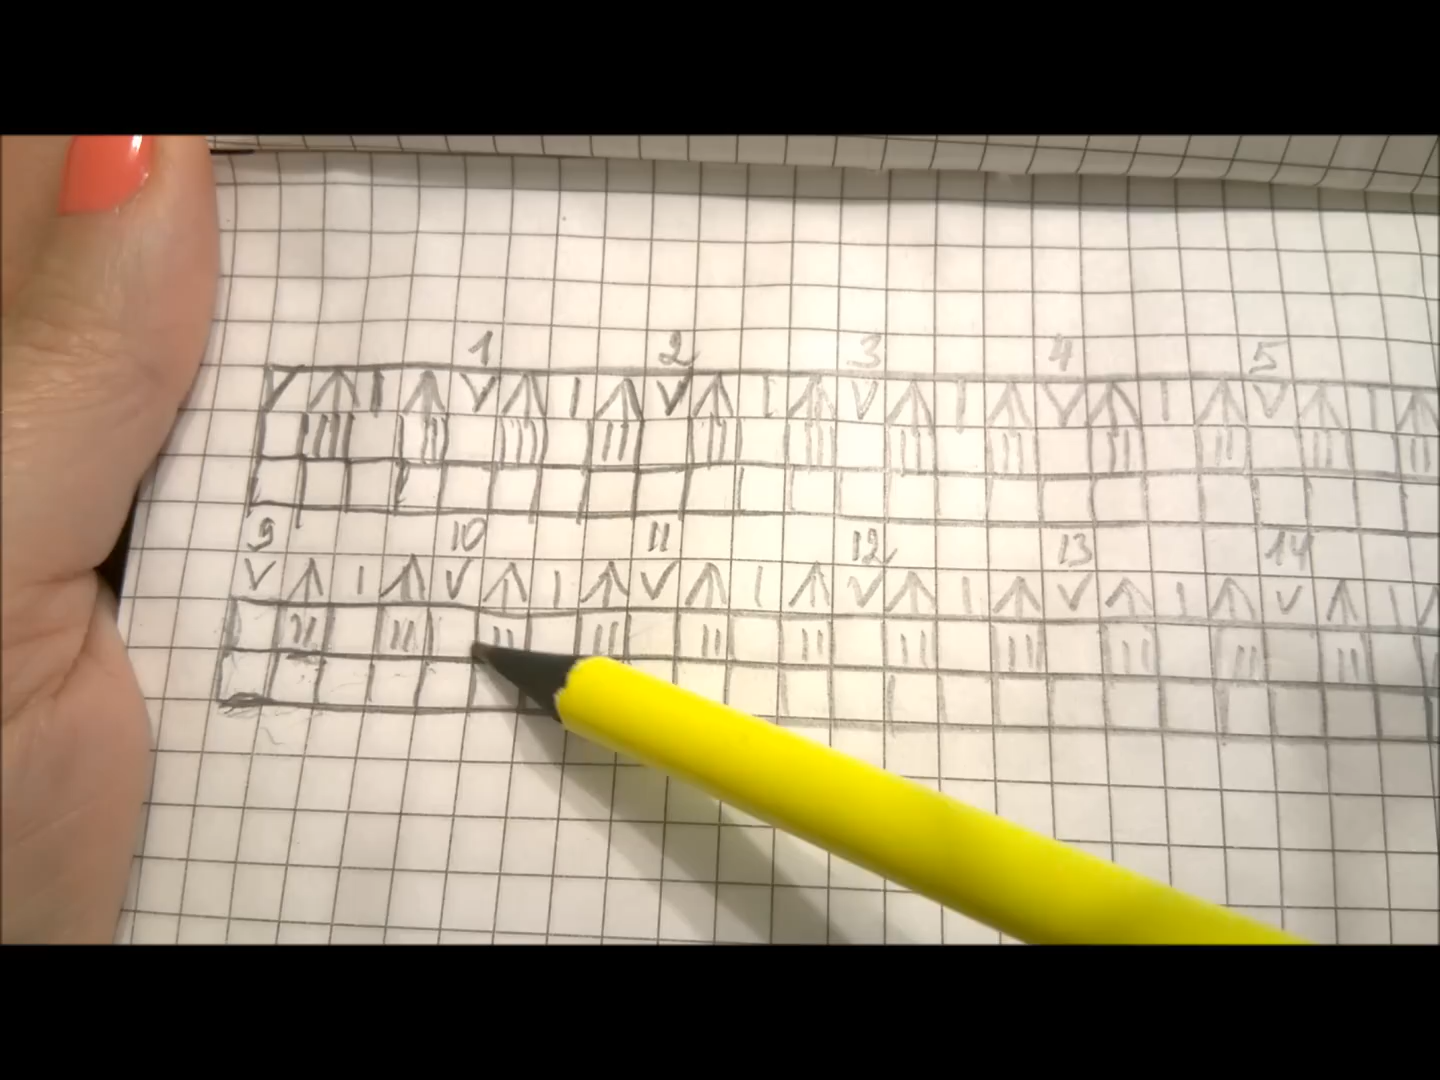 1 2 3 4 5
V ↑ I ↑ V ↑ I ↑ V ↑ I ↑ V ↑ I ↑ V ↑ I ↑ V ↑ I ↑
9 10 11 12 13 14
V ↑ I ↑ V ↑ I ↑ V ↑ I ↑ V ↑ I ↑ V ↑ I ↑ V ↑ I